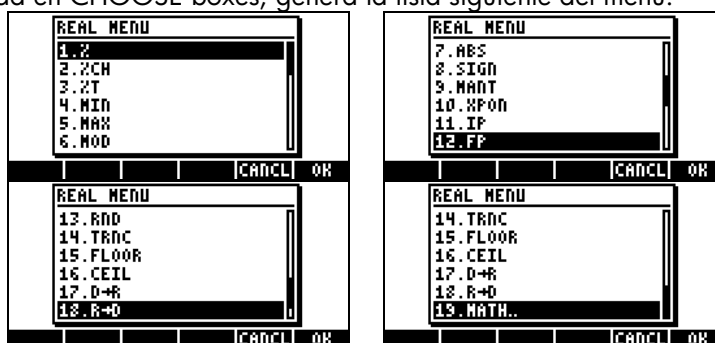 CHOOSE boxes, genera la lista siguiente del menú:
REAL MENU
1.%
2.%CH
3.%T
4.MIN
5.MAX
6.MOD
CANCL OK
REAL MENU
7.ABS
8.SIGN
9.MANT
10.XPON
11.IP
12.FP
CANCL OK
REAL MENU
13.RND
14.TRNC
15.FLOOR
16.CEIL
17.D→R
18.R→D
CANCL OK
REAL MENU
14.TRNC
15.FLOOR
16.CEIL
17.D→R
18.R→D
19.MATH..
CANCL OK